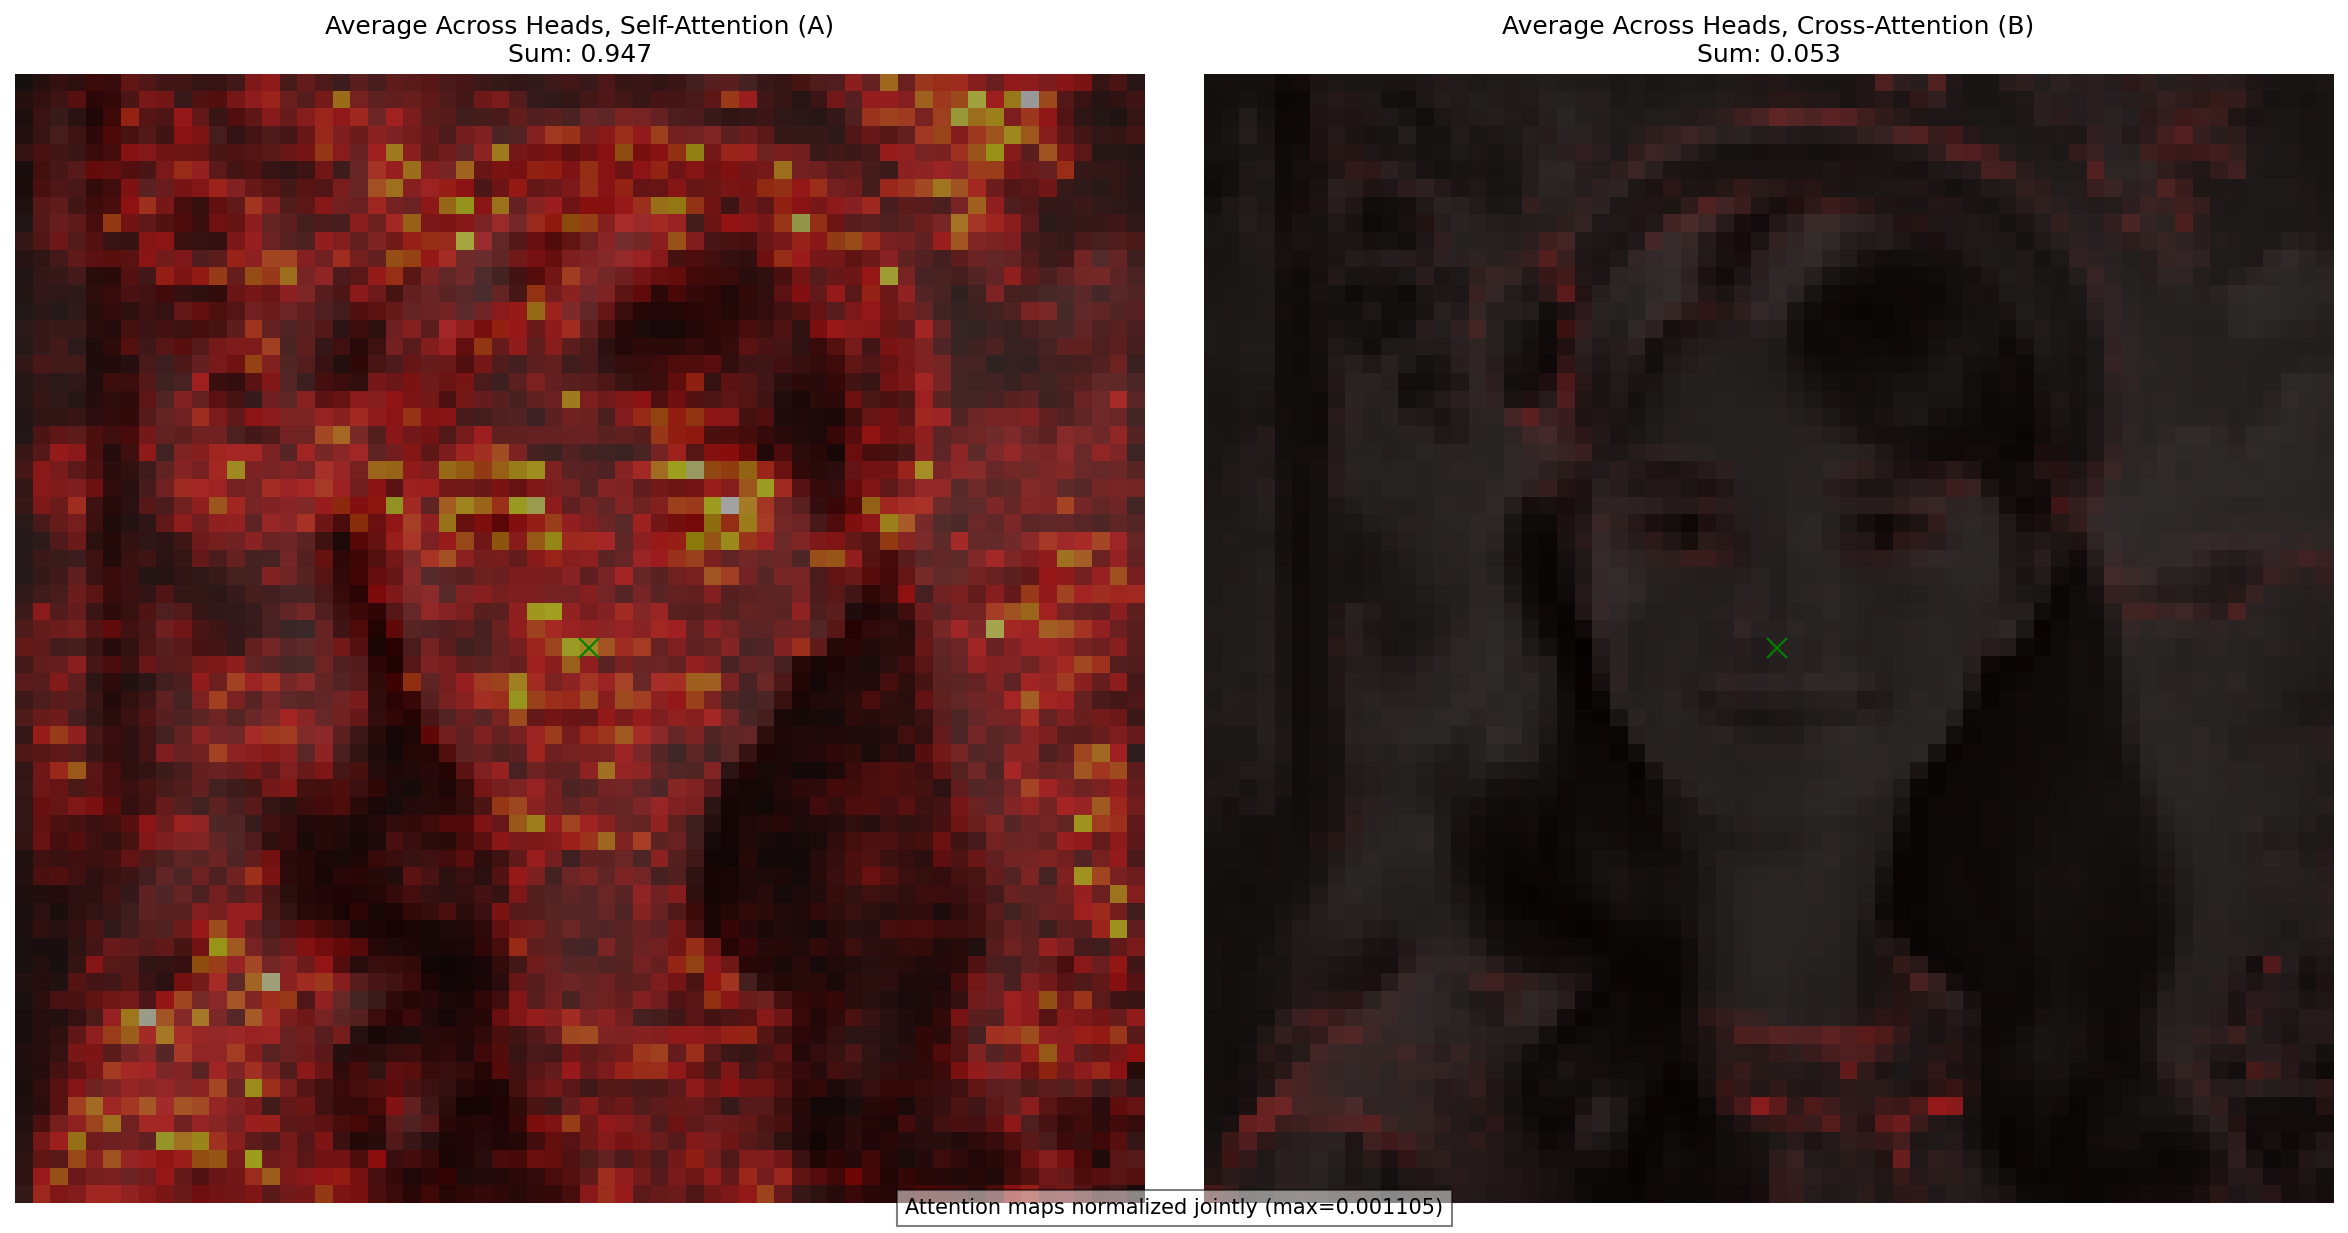 Average Across Heads, Self-Attention (A)
Sum: 0.947
Average Across Heads, Cross-Attention (B)
Sum: 0.053
Attention maps normalized jointly (max=0.001105)